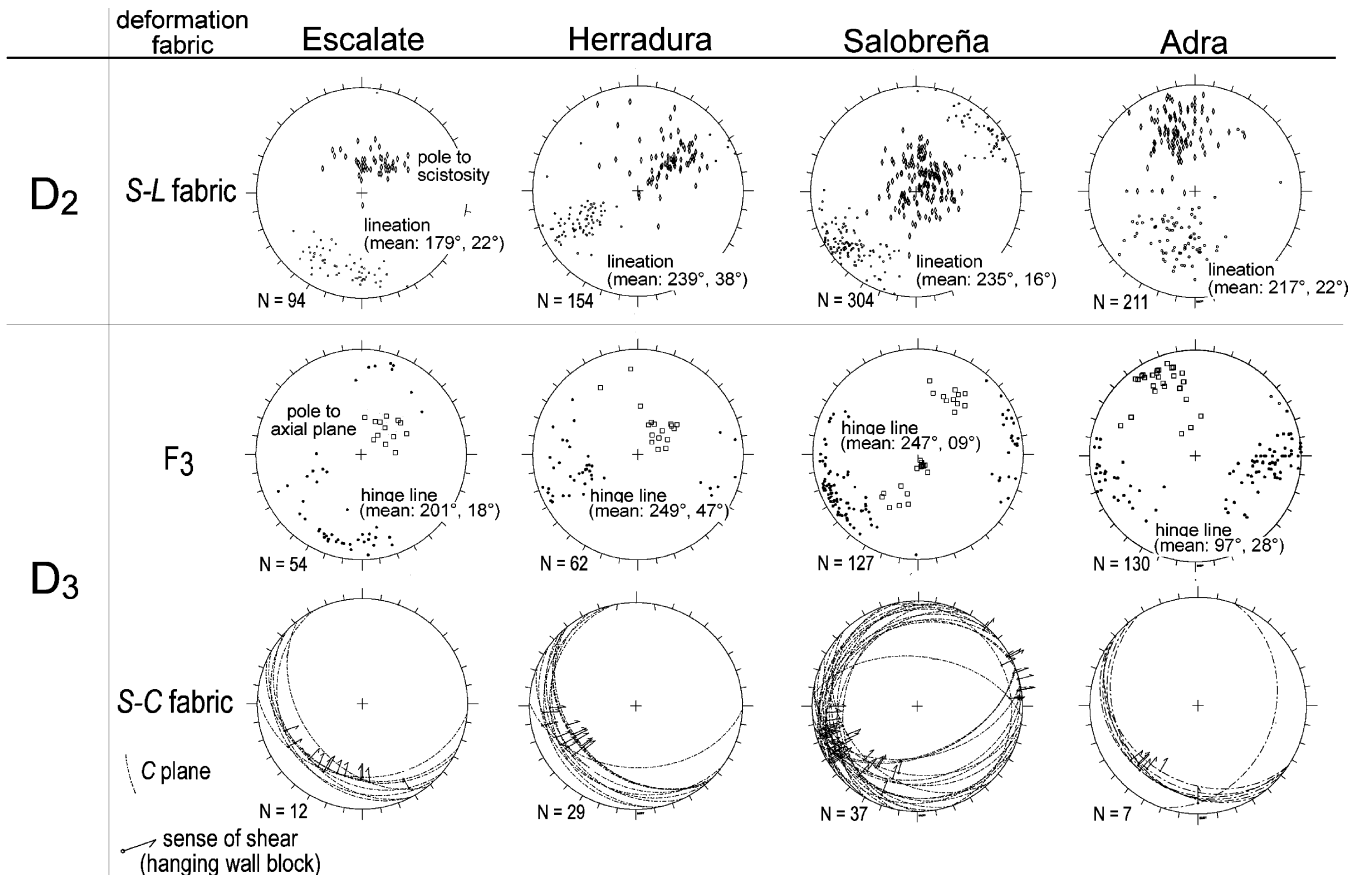 deformation
fabric
Escalate
Herradura
Salobreña
Adra
D2
S-L fabric
pole to
scistosity
lineation
(mean: 179°, 22°)
N = 94
lineation
(mean: 239°, 38°)
N = 154
lineation
(mean: 235°, 16°)
N = 304
lineation
(mean: 217°, 22°)
N = 211
D3
F3
pole to
axial plane
hinge line
(mean: 201°, 18°)
N = 54
hinge line
(mean: 249°, 47°)
N = 62
hinge line
(mean: 247°, 09°)
N = 127
hinge line
(mean: 97°, 28°)
N = 130
S-C fabric
C plane
sense of shear
(hanging wall block)
N = 12
N = 29
N = 37
N = 7